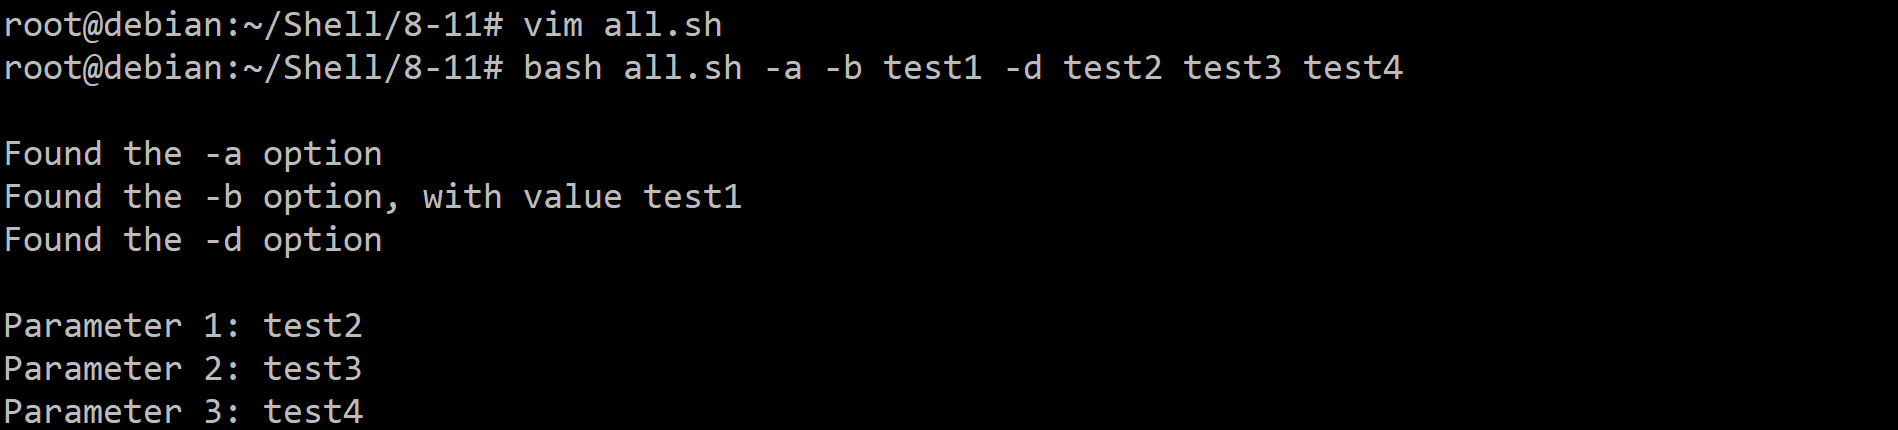 root@debian:~/Shell/8-11# vim all.sh
root@debian:~/Shell/8-11# bash all.sh -a -b test1 -d test2 test3 test4
Found the -a option
Found the -b option, with value test1
Found the -d option
Parameter 1: test2
Parameter 2: test3
Parameter 3: test4